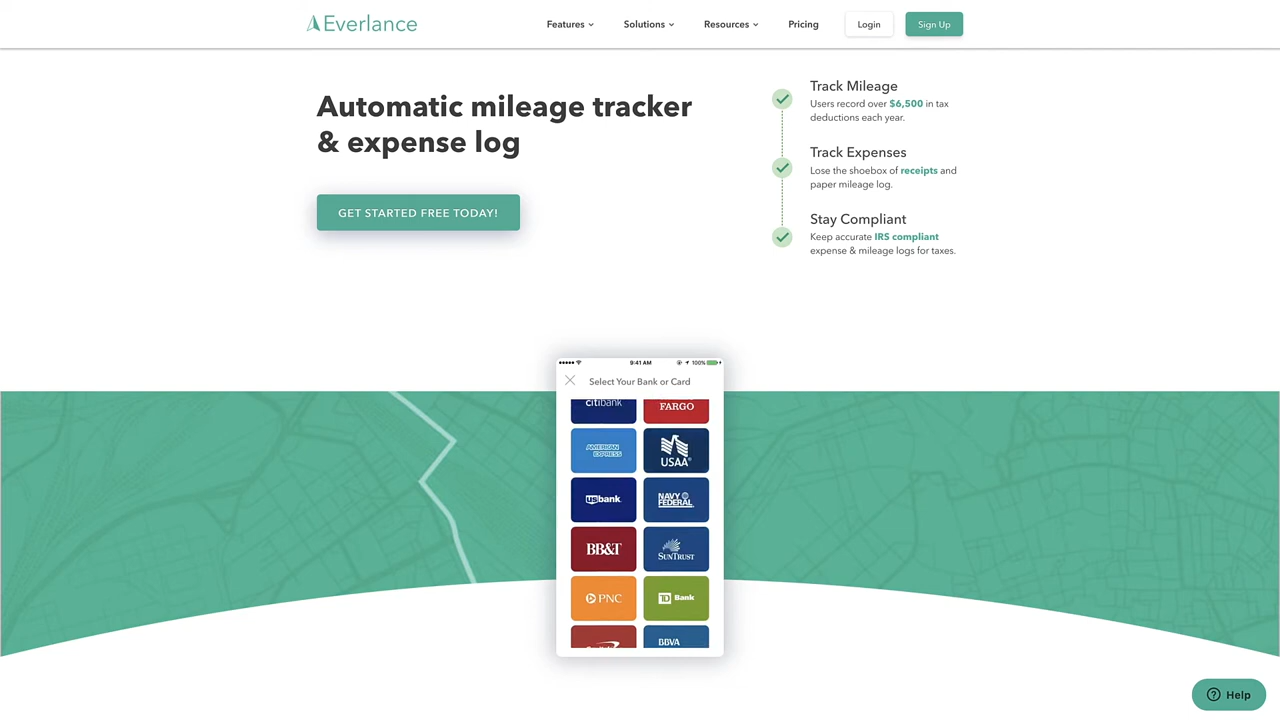 Everlance
Features
Solutions
Resources
Pricing
Login
Sign Up
Automatic mileage tracker
& expense log
GET STARTED FREE TODAY!
Track Mileage
Users record over $6,500 in tax
deductions each year.
Track Expenses
Lose the shoebox of receipts and
paper mileage log.
Stay Compliant
Keep accurate IRS compliant
expense & mileage logs for taxes.
9:41 AM
100%
Select Your Bank or Card
citibank
FARGO
AMERICAN
EXPRESS
USAA
usbank
NAVY
FEDERAL
BB&T
SUNTRUST
PNC
TD Bank
BBVA
Help